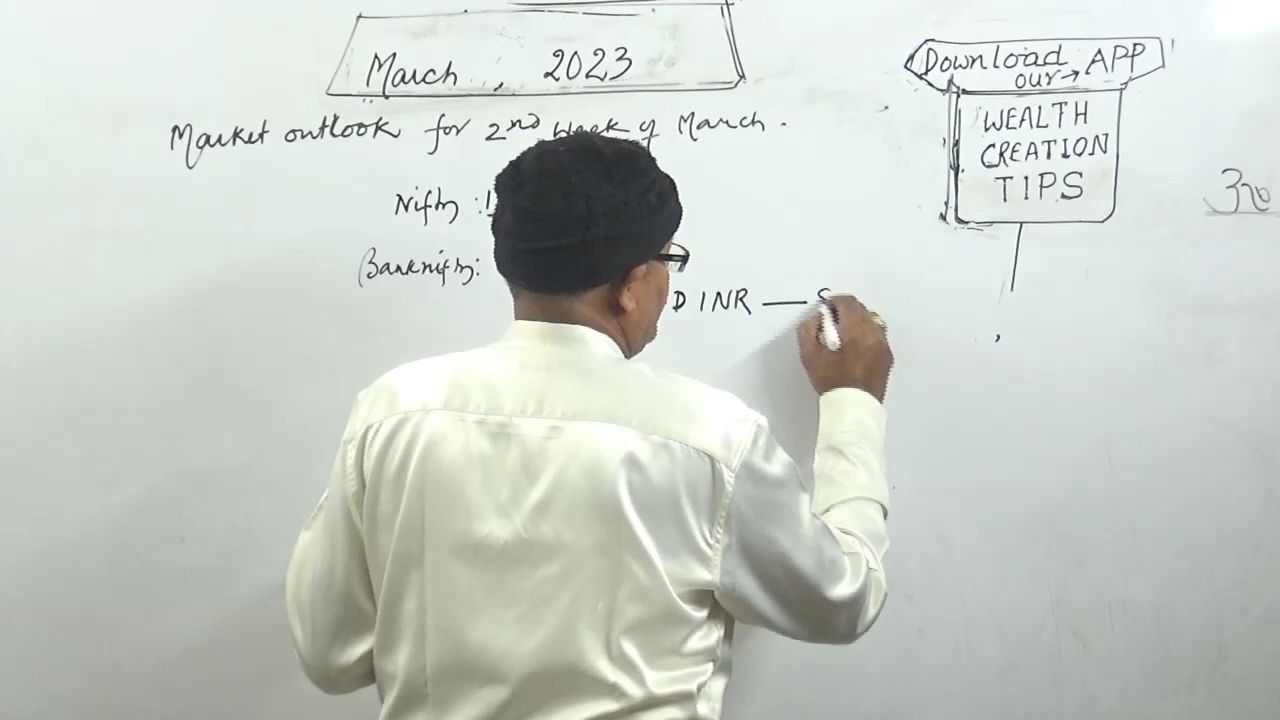 March, 2023
Market outlook for 2nd week of March.
Nifty :
Banknifty:
D INR —
Download
our → APP
WEALTH
CREATION
TIPS